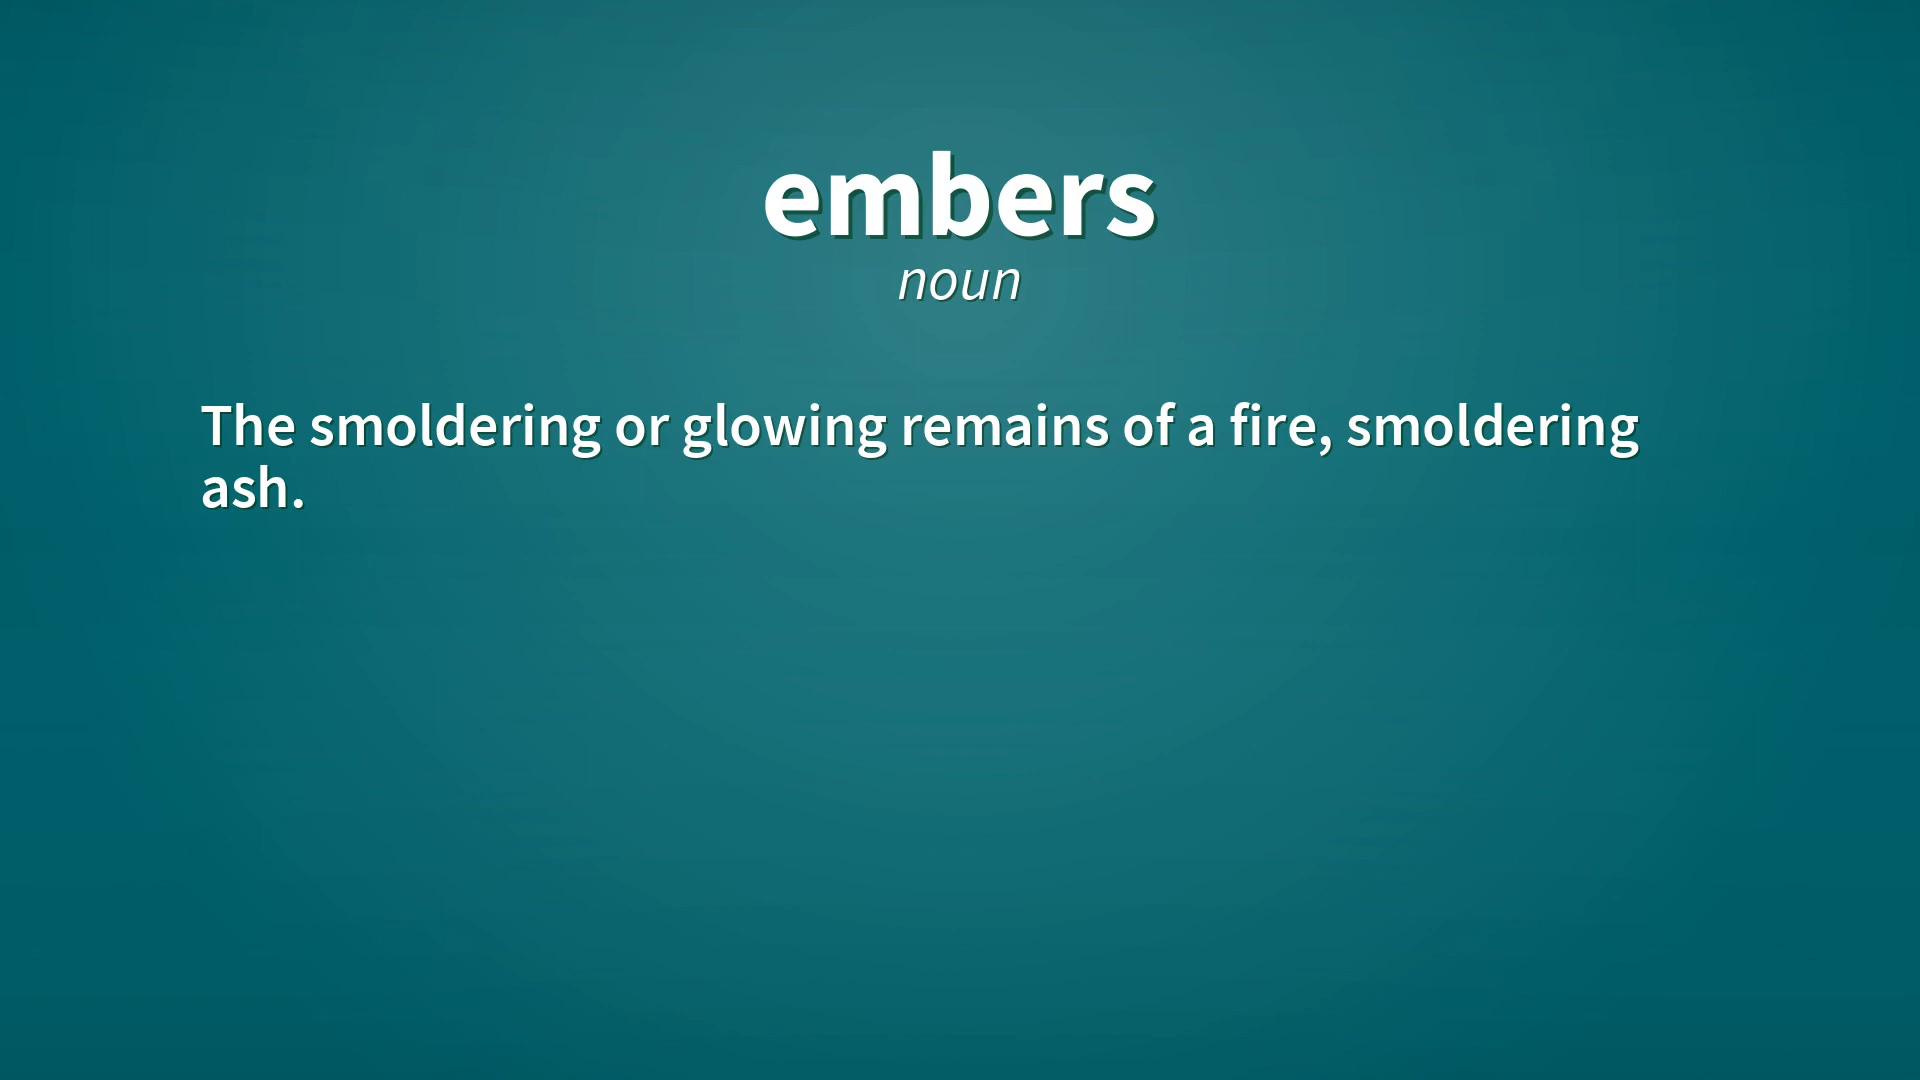 embers
noun
The smoldering or glowing remains of a fire, smoldering
ash.